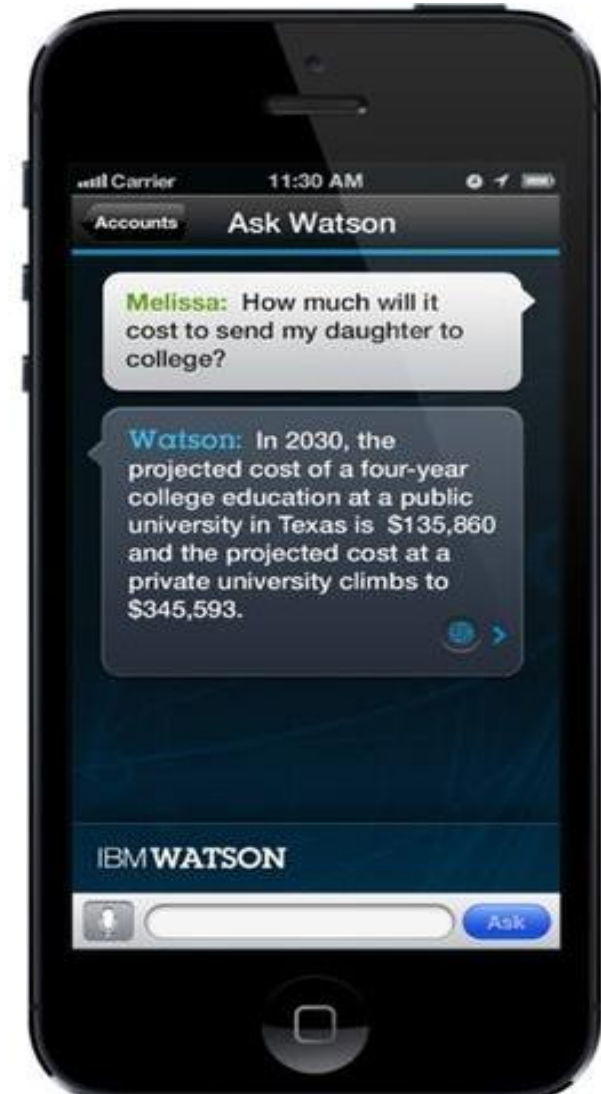 Carrier 11:30 AM
Accounts Ask Watson
Melissa: How much will it
cost to send my daughter to
college?
Watson: In 2030, the
projected cost of a four-year
college education at a public
university in Texas is $135,860
and the projected cost at a
private university climbs to
$345,593.
IBM WATSON
Ask